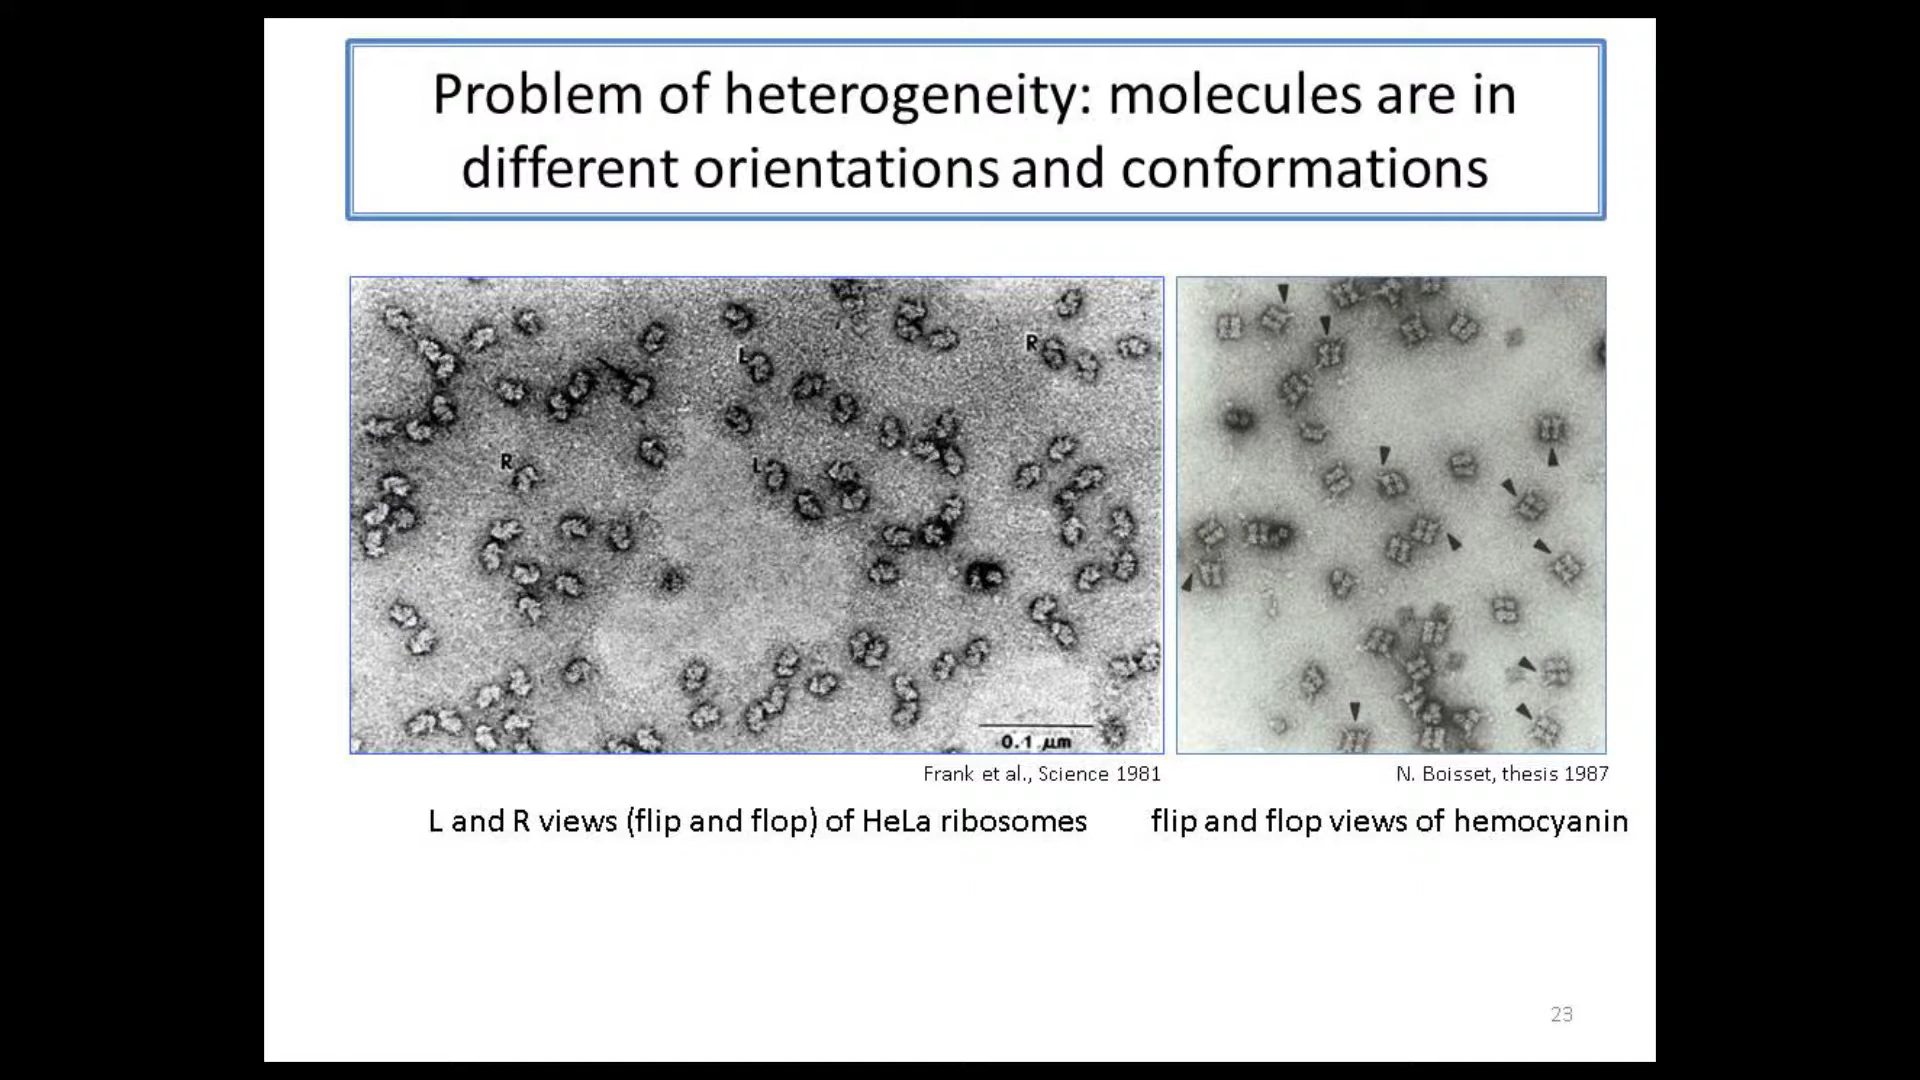 Problem of heterogeneity: molecules are in
different orientations and conformations
L
R
R
L
0.1 µm
Frank et al., Science 1981
N. Boisset, thesis 1987
L and R views (flip and flop) of HeLa ribosomes
flip and flop views of hemocyanin
23